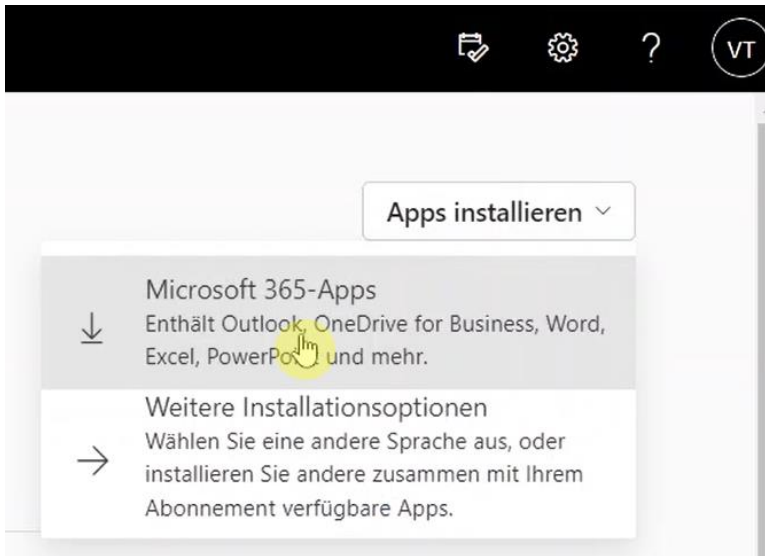 VT
Apps installieren
Microsoft 365-Apps
Enthält Outlook, OneDrive for Business, Word,
Excel, und mehr.
Weitere Installationsoptionen
Wählen Sie eine andere Sprache aus, oder
installieren Sie andere zusammen mit Ihrem
Abonnement verfügbare Apps.